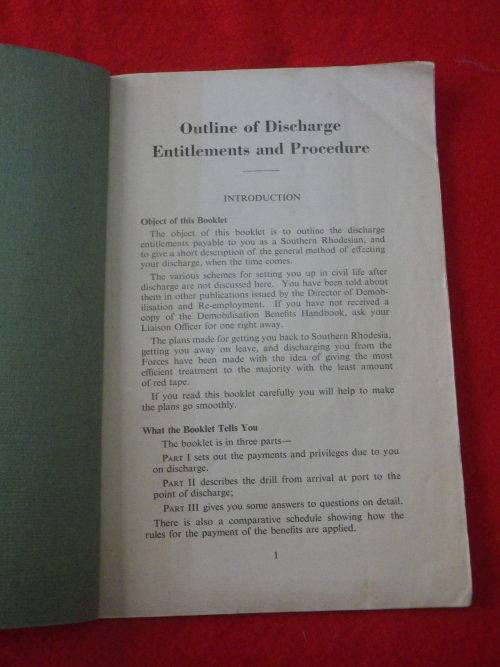 Outline of Discharge
Entitlements and Procedure
INTRODUCTION
Object of this Booklet
The object of this booklet is to outline the discharge
entitlements payable to you as a Southern Rhodesian, and
to give a short description of the general method of effecting
your discharge, when the time comes.
The various schemes for setting you up in civil life after
discharge are not discussed here. You have been told about
them in other publications issued by the Director of Demob-
ilisation and Re-employment. If you have not received a
copy of the Demobilisation Benefits Handbook, ask your
Liaison Officer for one right away.
The plans made for getting you back to Southern Rhodesia,
getting you away on leave, and discharging you from the
Forces have been made with the idea of giving the most
efficient treatment to the majority with the least amount
of red tape.
If you read this booklet carefully you will help to make
the plans go smoothly.
What the Booklet Tells You
The booklet is in three parts—
PART I sets out the payments and privileges due to you
on discharge.
PART II describes the drill from arrival at port to the
point of discharge;
PART III gives you some answers to questions on detail.
There is also a comparative schedule showing how the
rules for the payment of the benefits are applied.
1